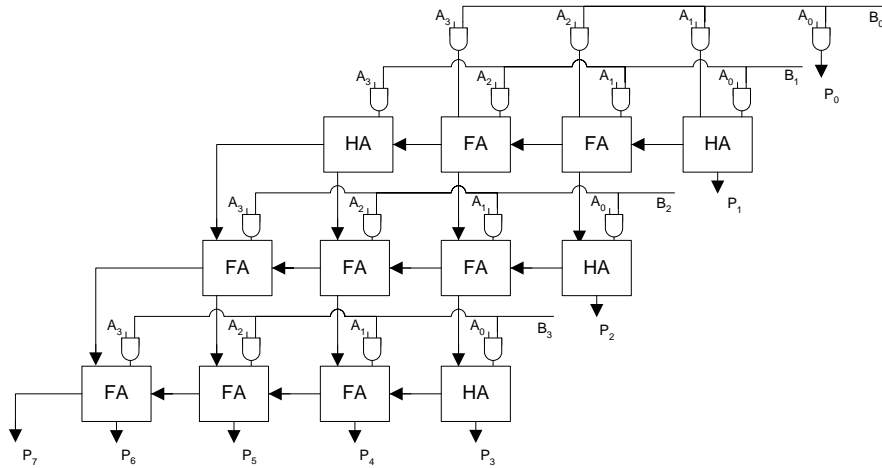 A3 A2 A1 A0 B0
A3 A2 A1 A0 B1 P0
HA FA FA HA
A3 A2 A1 A0 B2 P1
FA FA FA HA
A3 A2 A1 A0 B3 P2
FA FA FA HA
P7 P6 P5 P4 P3